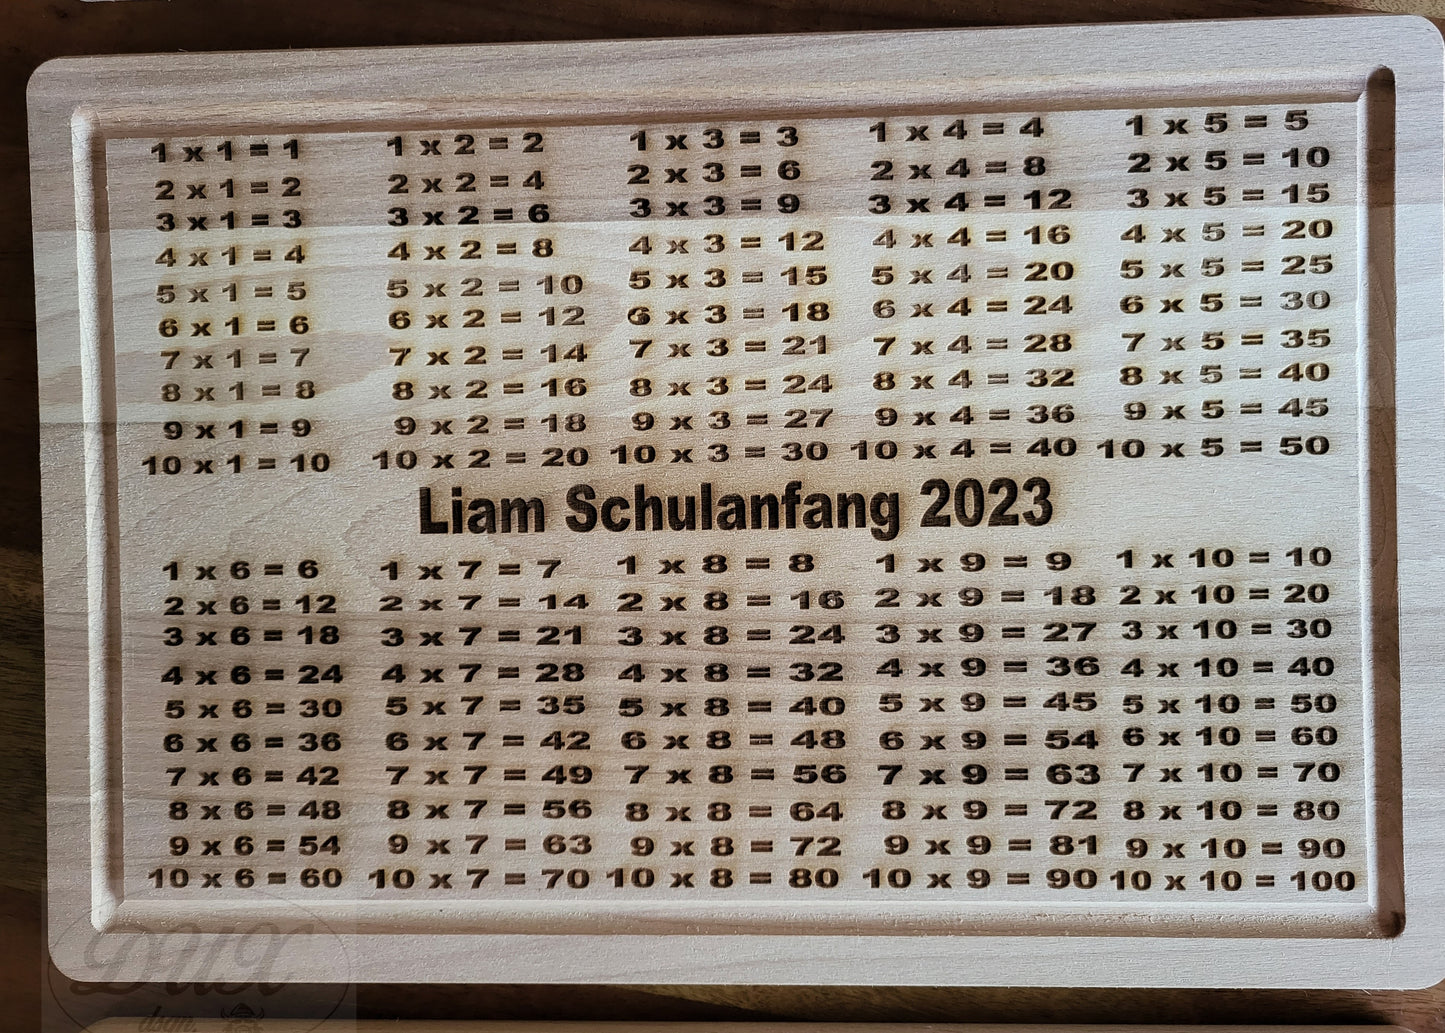 1 x 1 = 1 1 x 2 = 2 1 x 3 = 3 1 x 4 = 4 1 x 5 = 5
2 x 1 = 2 2 x 2 = 4 2 x 3 = 6 2 x 4 = 8 2 x 5 = 10
3 x 1 = 3 3 x 2 = 6 3 x 3 = 9 3 x 4 = 12 3 x 5 = 15
4 x 1 = 4 4 x 2 = 8 4 x 3 = 12 4 x 4 = 16 4 x 5 = 20
5 x 1 = 5 5 x 2 = 10 5 x 3 = 15 5 x 4 = 20 5 x 5 = 25
6 x 1 = 6 6 x 2 = 12 6 x 3 = 18 6 x 4 = 24 6 x 5 = 30
7 x 1 = 7 7 x 2 = 14 7 x 3 = 21 7 x 4 = 28 7 x 5 = 35
8 x 1 = 8 8 x 2 = 16 8 x 3 = 24 8 x 4 = 32 8 x 5 = 40
9 x 1 = 9 9 x 2 = 18 9 x 3 = 27 9 x 4 = 36 9 x 5 = 45
10 x 1 = 10 10 x 2 = 20 10 x 3 = 30 10 x 4 = 40 10 x 5 = 50
Liam Schulanfang 2023
1 x 6 = 6 1 x 7 = 7 1 x 8 = 8 1 x 9 = 9 1 x 10 = 10
2 x 6 = 12 2 x 7 = 14 2 x 8 = 16 2 x 9 = 18 2 x 10 = 20
3 x 6 = 18 3 x 7 = 21 3 x 8 = 24 3 x 9 = 27 3 x 10 = 30
4 x 6 = 24 4 x 7 = 28 4 x 8 = 32 4 x 9 = 36 4 x 10 = 40
5 x 6 = 30 5 x 7 = 35 5 x 8 = 40 5 x 9 = 45 5 x 10 = 50
6 x 6 = 36 6 x 7 = 42 6 x 8 = 48 6 x 9 = 54 6 x 10 = 60
7 x 6 = 42 7 x 7 = 49 7 x 8 = 56 7 x 9 = 63 7 x 10 = 70
8 x 6 = 48 8 x 7 = 56 8 x 8 = 64 8 x 9 = 72 8 x 10 = 80
9 x 6 = 54 9 x 7 = 63 9 x 8 = 72 9 x 9 = 81 9 x 10 = 90
10 x 6 = 60 10 x 7 = 70 10 x 8 = 80 10 x 9 = 90 10 x 10 = 100
DUX
dsgn.